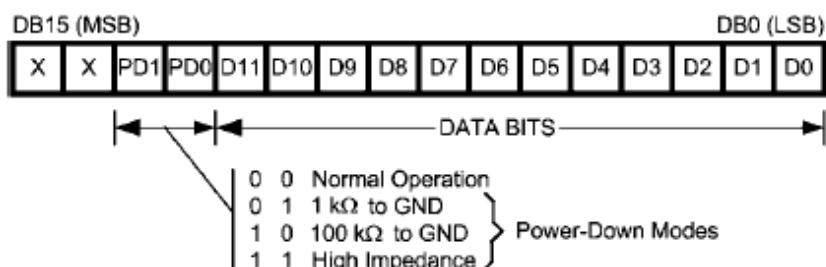 DB15 (MSB) DB0 (LSB)
X X PD1 PD0 D11 D10 D9 D8 D7 D6 D5 D4 D3 D2 D1 D0
DATA BITS
0 0 Normal Operation
0 1 1 kΩ to GND
1 0 100 kΩ to GND Power-Down Modes
1 1 High Impedance